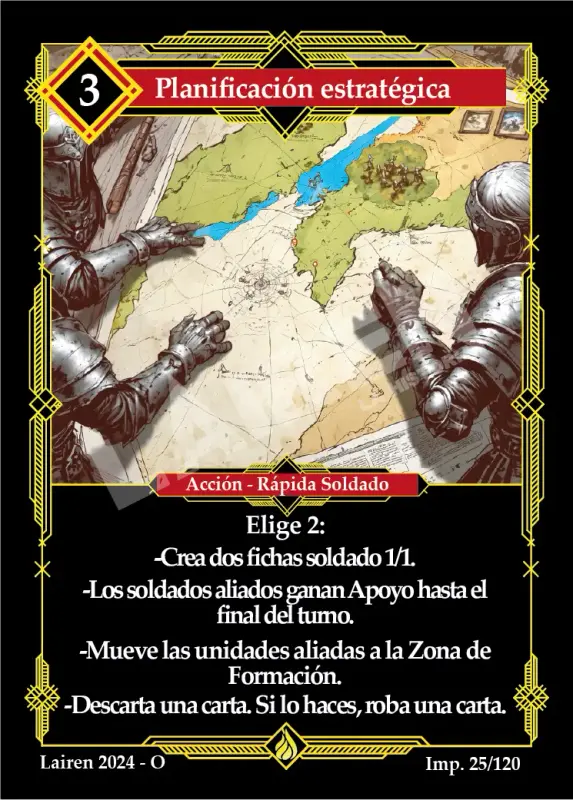 3
Planificación estratégica
Acción - Rápida Soldado
Elige 2:
-Crea dos fichas soldado 1/1.
-Los soldados aliados ganan Apoyo hasta el
final del turno.
-Mueve las unidades aliadas a la Zona de
Formación.
-Descarta una carta. Si lo haces, roba una carta.
Lairen 2024 - O
Imp. 25/120